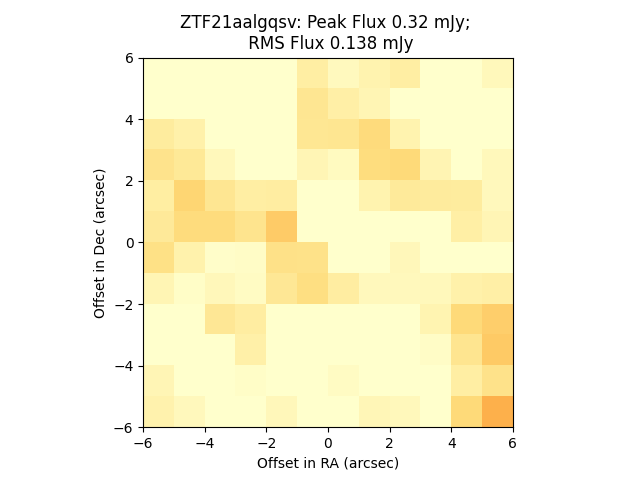 ZTF21aalgqsv: Peak Flux 0.32 mJy;
RMS Flux 0.138 mJy
6
4
2
0
−2
−4
−6
Offset in Dec (arcsec)
−6 −4 −2 0 2 4 6
Offset in RA (arcsec)